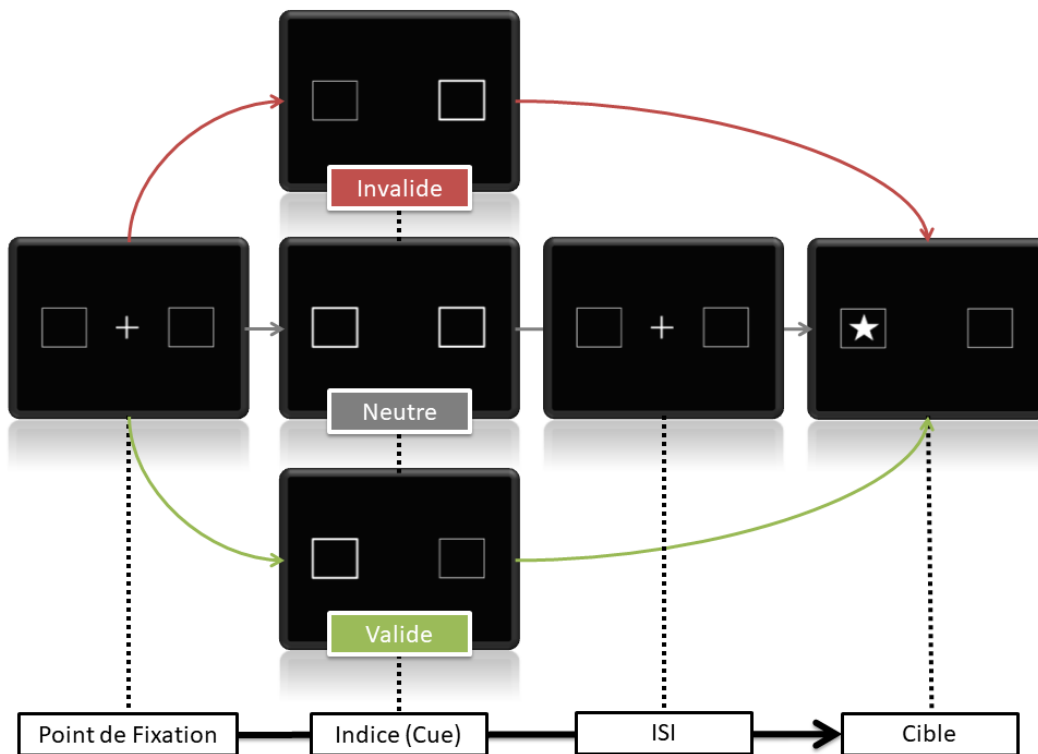 Invalide
Neutre
Valide
Point de Fixation
Indice (Cue)
ISI
Cible